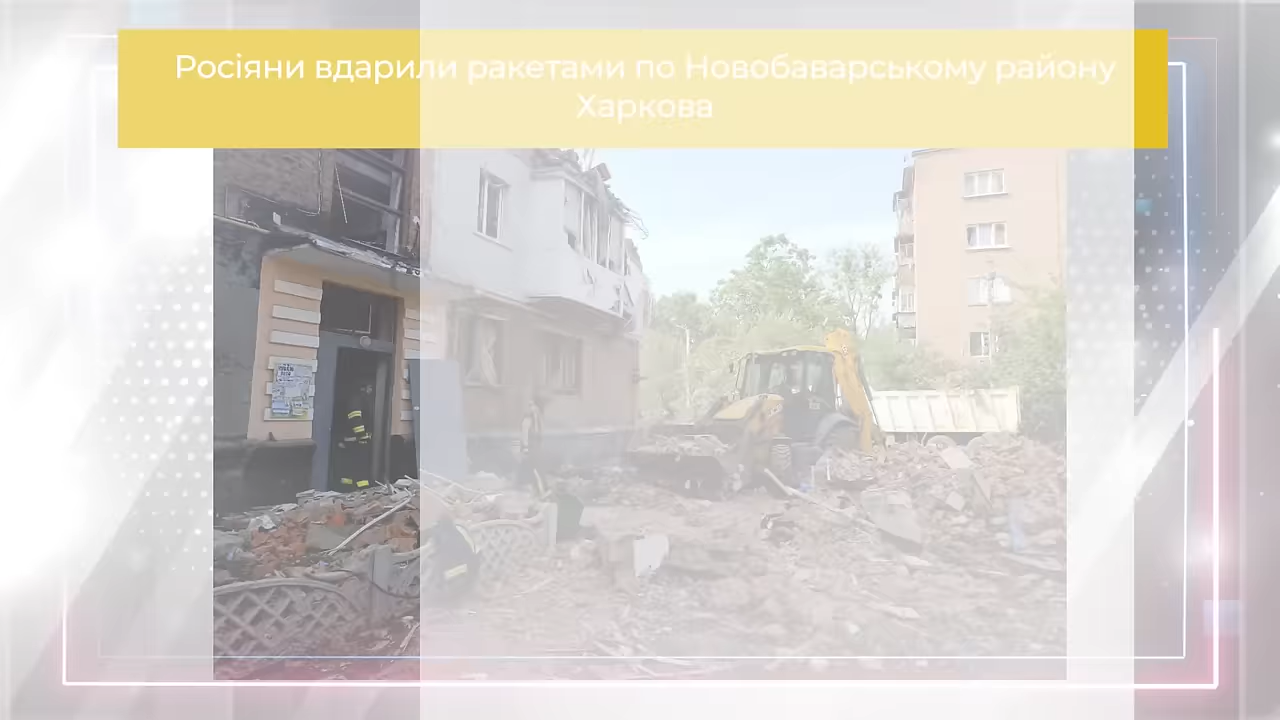 Росіяни вдарили ракетами по Новобаварському району
Харкова